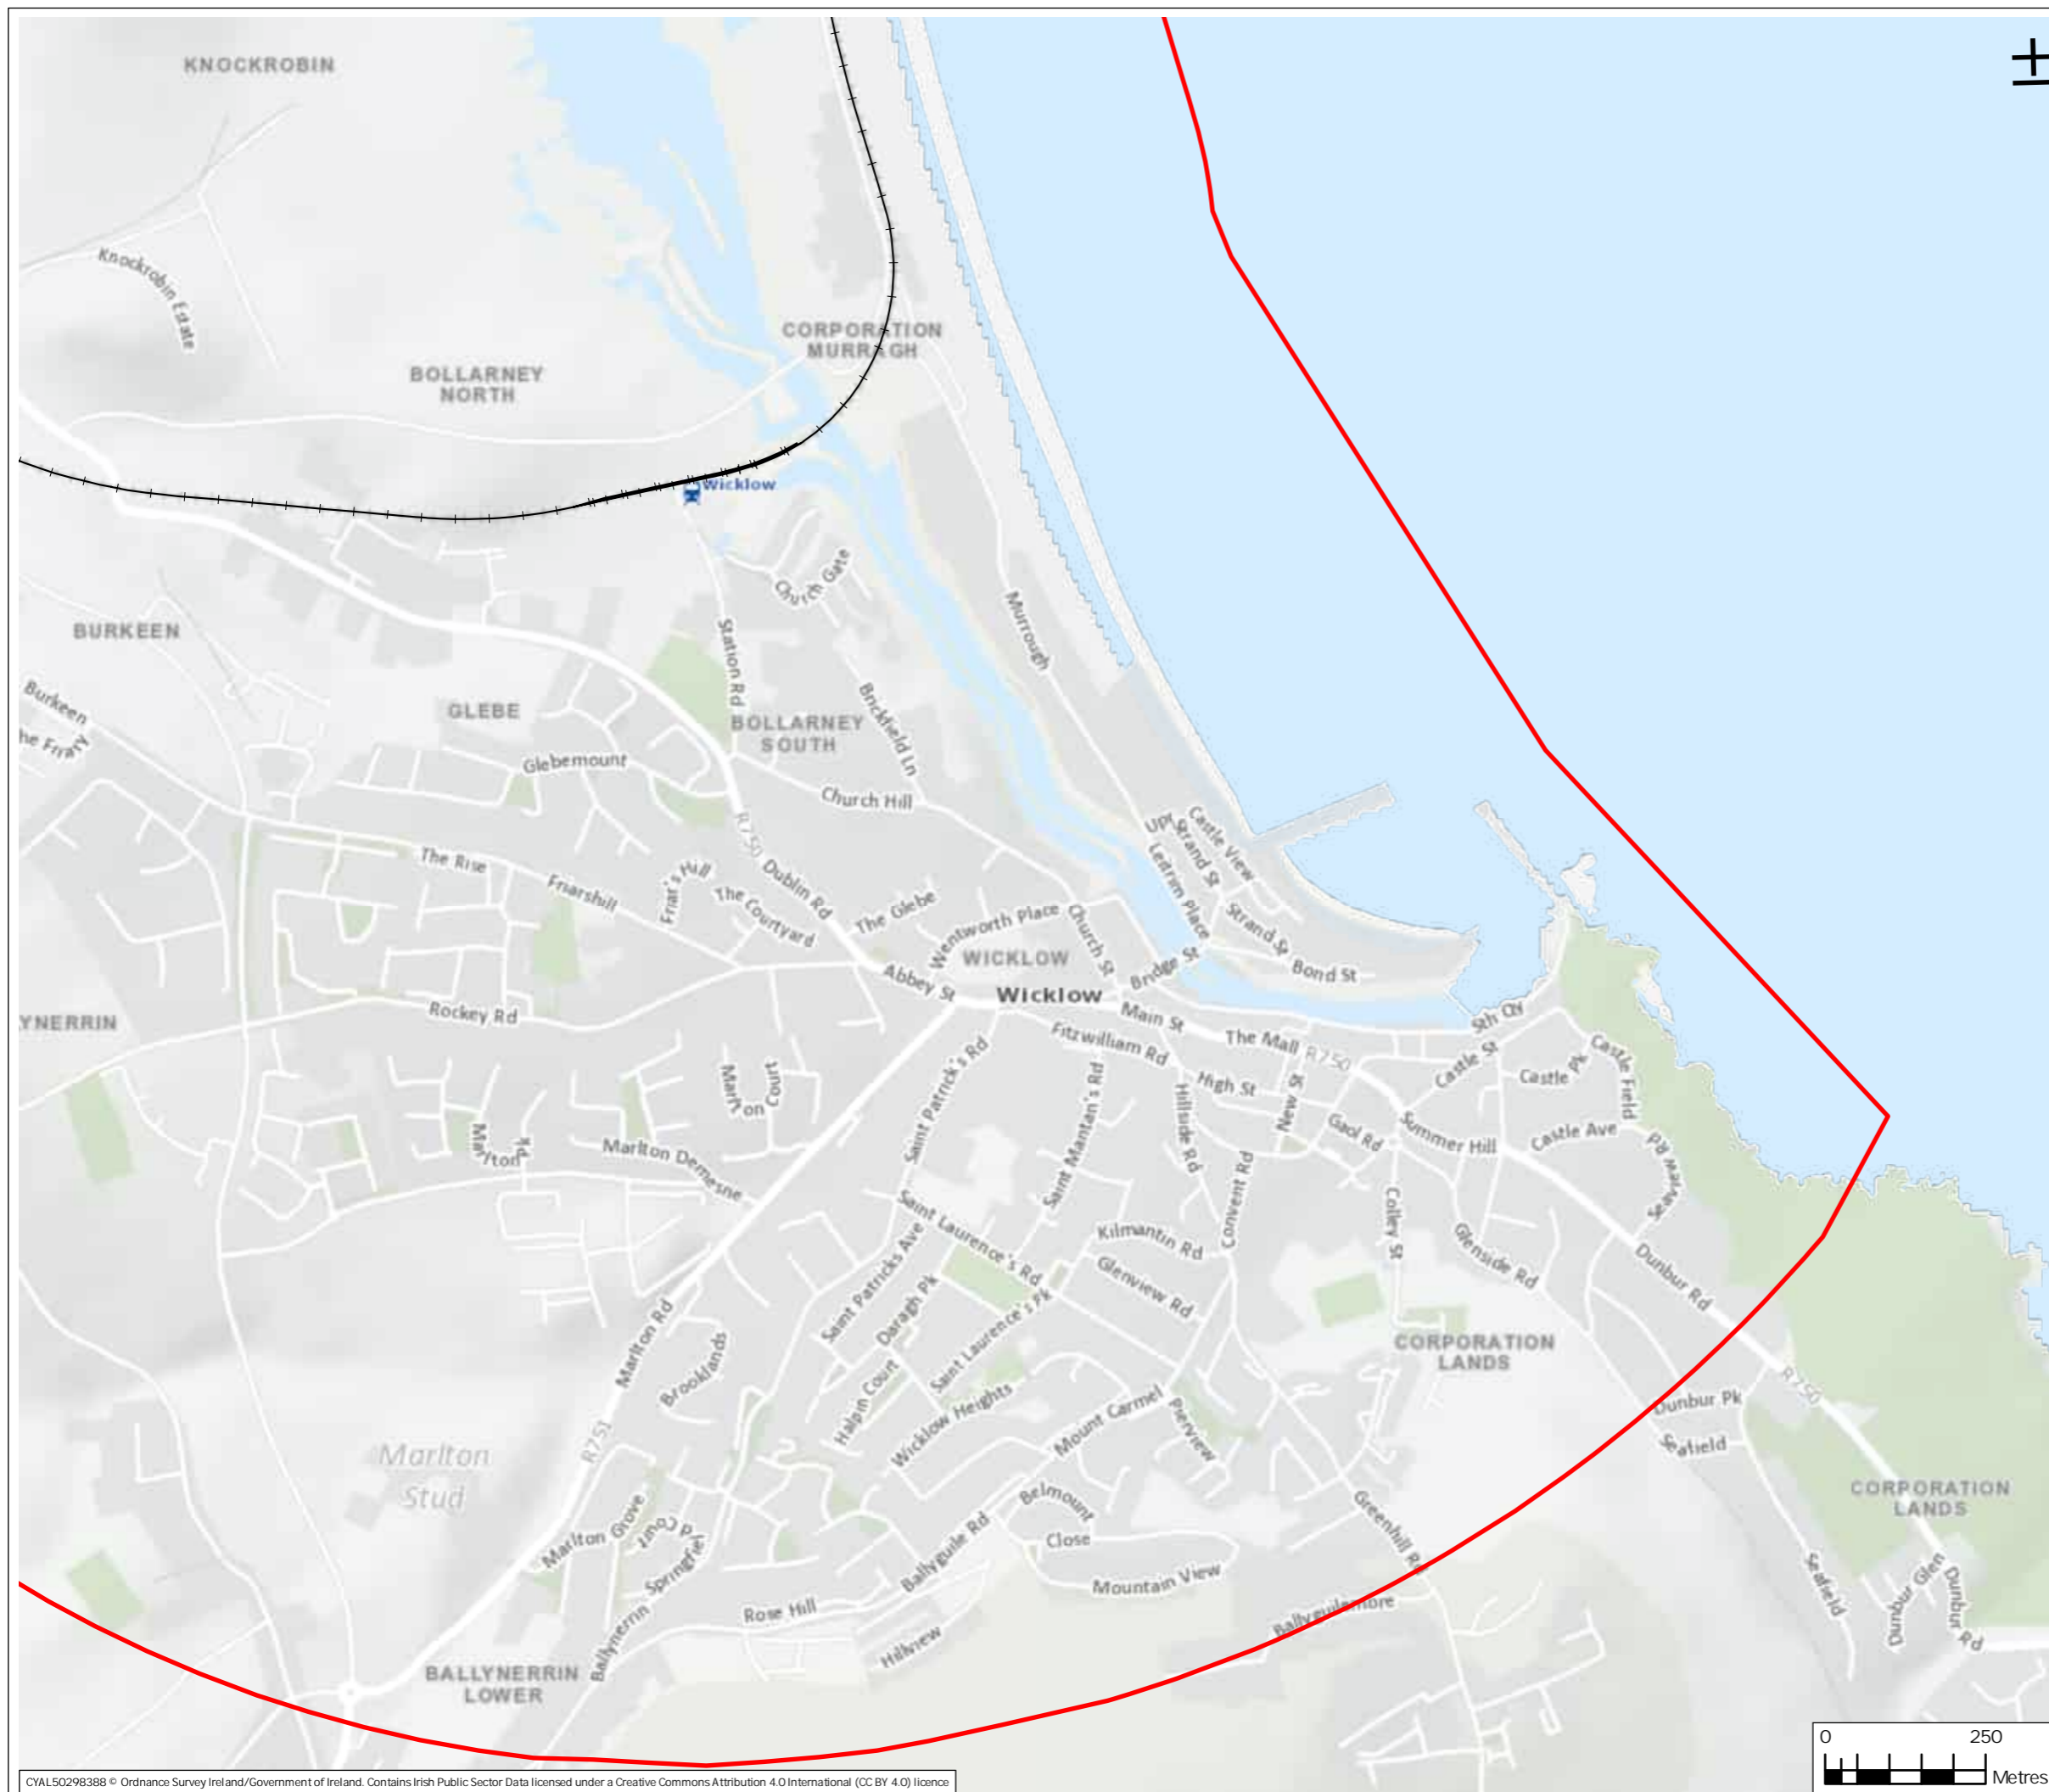 KNOCKROBIN
Knockrobin Estate
CORPORATION
MURRAGH
BOLLARNEY
NORTH
Wicklow
Church Gate
Murrough
Station Rd
BURKEEN
Burkeen
he Friary
GLEBE
BOLLARNEY
SOUTH
Brickfield Ln
Glebemount
Church Hill
R750
Upr Strand St
Castle View
Leitrim Place
The Rise
Friarshill
Friar's Hill
The Courtyard
Dublin Rd
The Glebe
Wentworth Place
Church St
Strand St
Bond St
Bridge St
WICKLOW
Wicklow
Abbey St
Rockey Rd
YNERRIN
Main St
Fitzwilliam Rd
The Mall
R750
Castle St
Castle Pk
Castle Field
High St
New St
Hillside Rd
Gaol Rd
Summer Hill
Castle Ave
Seaview Rd
Saint Patrick's Rd
Saint Mantan's Rd
Marlton Court
Marlton Pk
Marlton Demesne
Convent Rd
Colley St
Kilmantin Rd
Glenside Rd
Dunbur Rd
Saint Laurence's Rd
Glenview Rd
Saint Patricks Ave
Daragh Pk
Saint Laurence's Pk
Marlton Rd
Brooklands
Halpin Court
Wicklow Heights
Mount Carmel
Pierview
CORPORATION
LANDS
R750
Dunbur Pk
Seafield
R751
Marlton
Stud
CORPORATION
LANDS
Marlton Grove
Springfield Court
Belmount
Close
Ballyguile Rd
Mountain View
Greenhill Rd
Ballyguilemore
Seafield
Dunbur Glen
Dunbur Rd
Rose Hill
Hillview
Ballynerrin
BALLYNERRIN
LOWER
0 250
Metres
CYAL50298388 © Ordnance Survey Ireland/Government of Ireland. Contains Irish Public Sector Data licensed under a Creative Commons Attribution 4.0 International (CC BY 4.0) licence